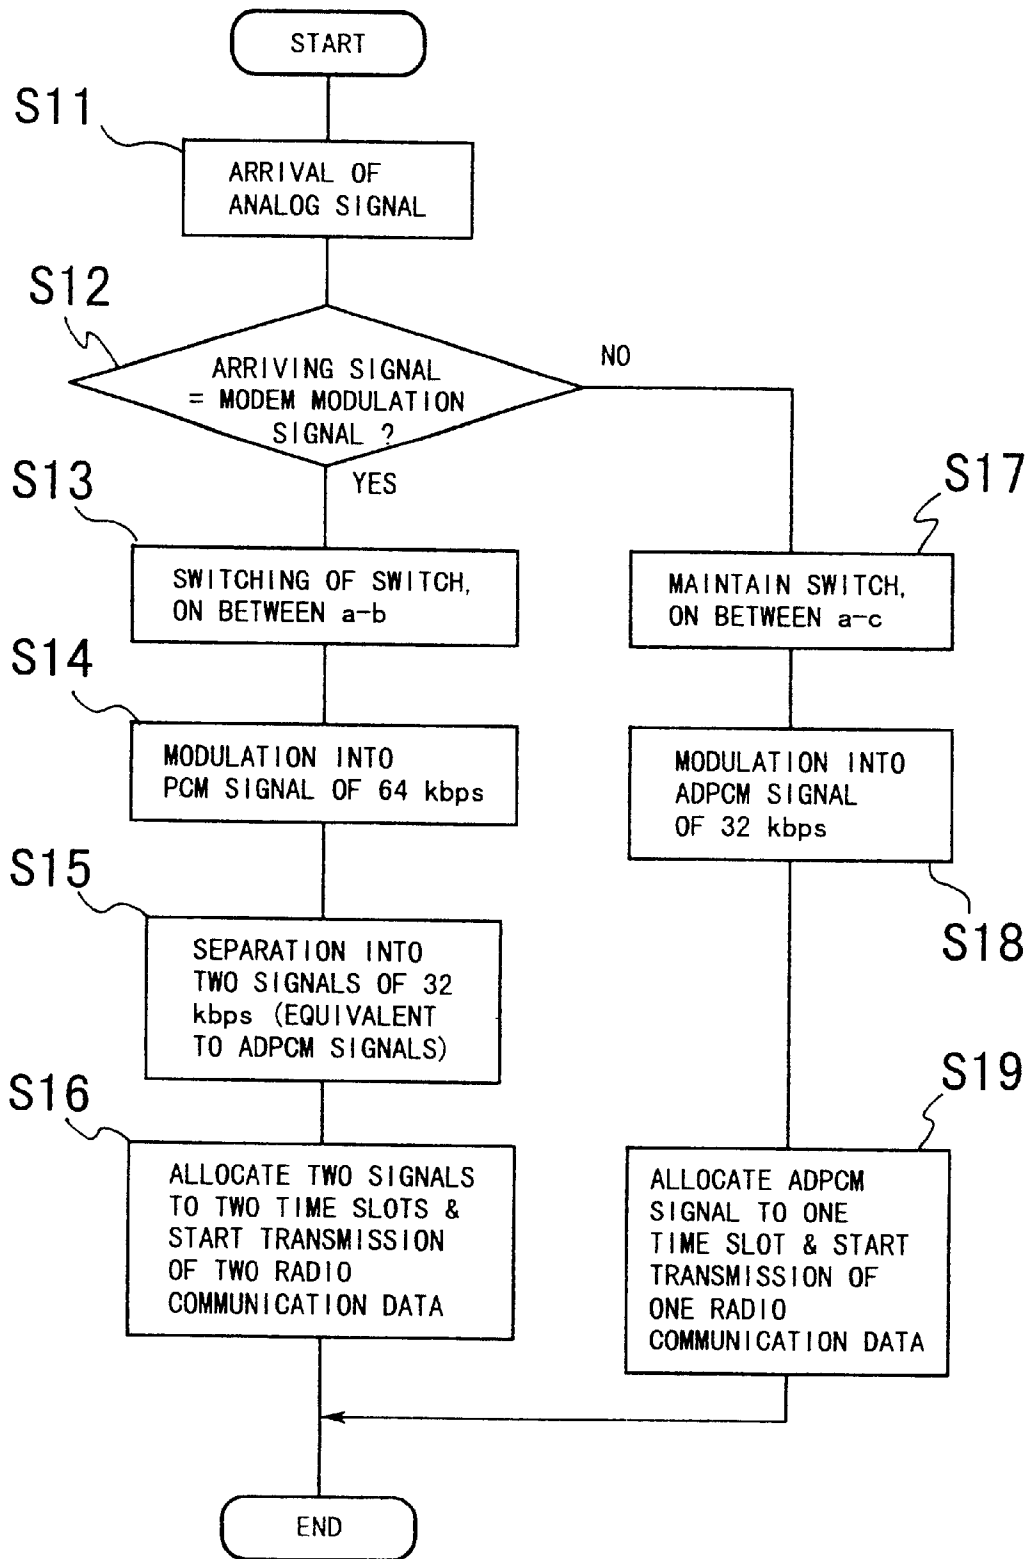 START
S11
ARRIVAL OF
ANALOG SIGNAL
S12
ARRIVING SIGNAL
= MODEM MODULATION
SIGNAL ?
NO
YES
S13
SWITCHING OF SWITCH,
ON BETWEEN a-b
S17
MAINTAIN SWITCH,
ON BETWEEN a-c
S14
MODULATION INTO
PCM SIGNAL OF 64 kbps
MODULATION INTO
ADPCM SIGNAL
OF 32 kbps
S18
S15
SEPARATION INTO
TWO SIGNALS OF 32
kbps (EQUIVALENT
TO ADPCM SIGNALS)
S16
ALLOCATE TWO SIGNALS
TO TWO TIME SLOTS &
START TRANSMISSION
OF TWO RADIO
COMMUNICATION DATA
S19
ALLOCATE ADPCM
SIGNAL TO ONE
TIME SLOT & START
TRANSMISSION OF
ONE RADIO
COMMUNICATION DATA
END